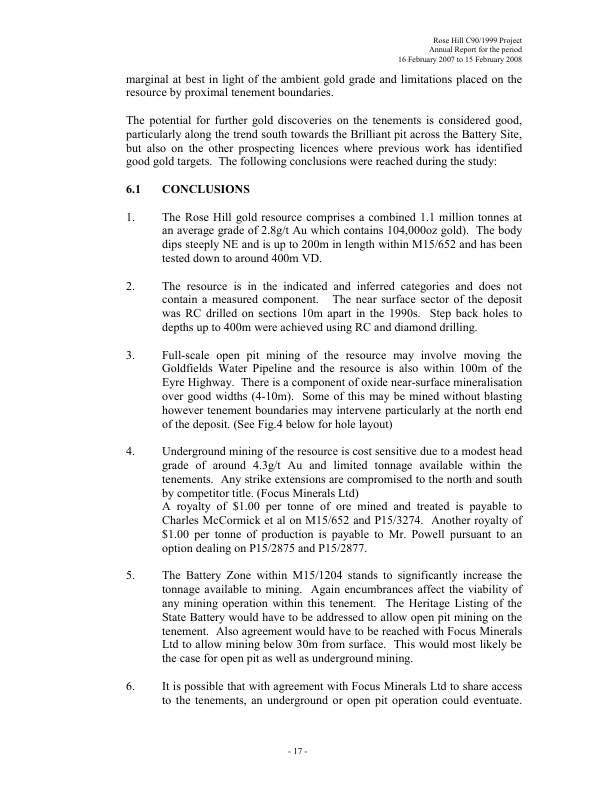 Rose Hill C90/1999 Project
Annual Report for the period
16 February 2007 to 15 February 2008
marginal at best in light of the ambient gold grade and limitations placed on the
resource by proximal tenement boundaries.
The potential for further gold discoveries on the tenements is considered good,
particularly along the trend south towards the Brilliant pit across the Battery Site,
but also on the other prospecting licences where previous work has identified
good gold targets.  The following conclusions were reached during the study:
6.1 CONCLUSIONS
1. The Rose Hill gold resource comprises a combined 1.1 million tonnes at
an average grade of 2.8g/t Au which contains 104,000oz gold).  The body
dips steeply NE and is up to 200m in length within M15/652 and has been
tested down to around 400m VD.
2. The resource is in the indicated and inferred categories and does not
contain a measured component.  The near surface sector of the deposit
was RC drilled on sections 10m apart in the 1990s.  Step back holes to
depths up to 400m were achieved using RC and diamond drilling.
3. Full-scale open pit mining of the resource may involve moving the
Goldfields Water Pipeline and the resource is also within 100m of the
Eyre Highway.  There is a component of oxide near-surface mineralisation
over good widths (4-10m).  Some of this may be mined without blasting
however tenement boundaries may intervene particularly at the north end
of the deposit. (See Fig.4 below for hole layout)
4. Underground mining of the resource is cost sensitive due to a modest head
grade of around 4.3g/t Au and limited tonnage available within the
tenements.  Any strike extensions are compromised to the north and south
by competitor title. (Focus Minerals Ltd)
A royalty of $1.00 per tonne of ore mined and treated is payable to
Charles McCormick et al on M15/652 and P15/3274.  Another royalty of
$1.00 per tonne of production is payable to Mr. Powell pursuant to an
option dealing on P15/2875 and P15/2877.
5. The Battery Zone within M15/1204 stands to significantly increase the
tonnage available to mining.  Again encumbrances affect the viability of
any mining operation within this tenement.  The Heritage Listing of the
State Battery would have to be addressed to allow open pit mining on the
tenement.  Also agreement would have to be reached with Focus Minerals
Ltd to allow mining below 30m from surface.  This would most likely be
the case for open pit as well as underground mining.
6. It is possible that with agreement with Focus Minerals Ltd to share access
to the tenements, an underground or open pit operation could eventuate.
- 17 -